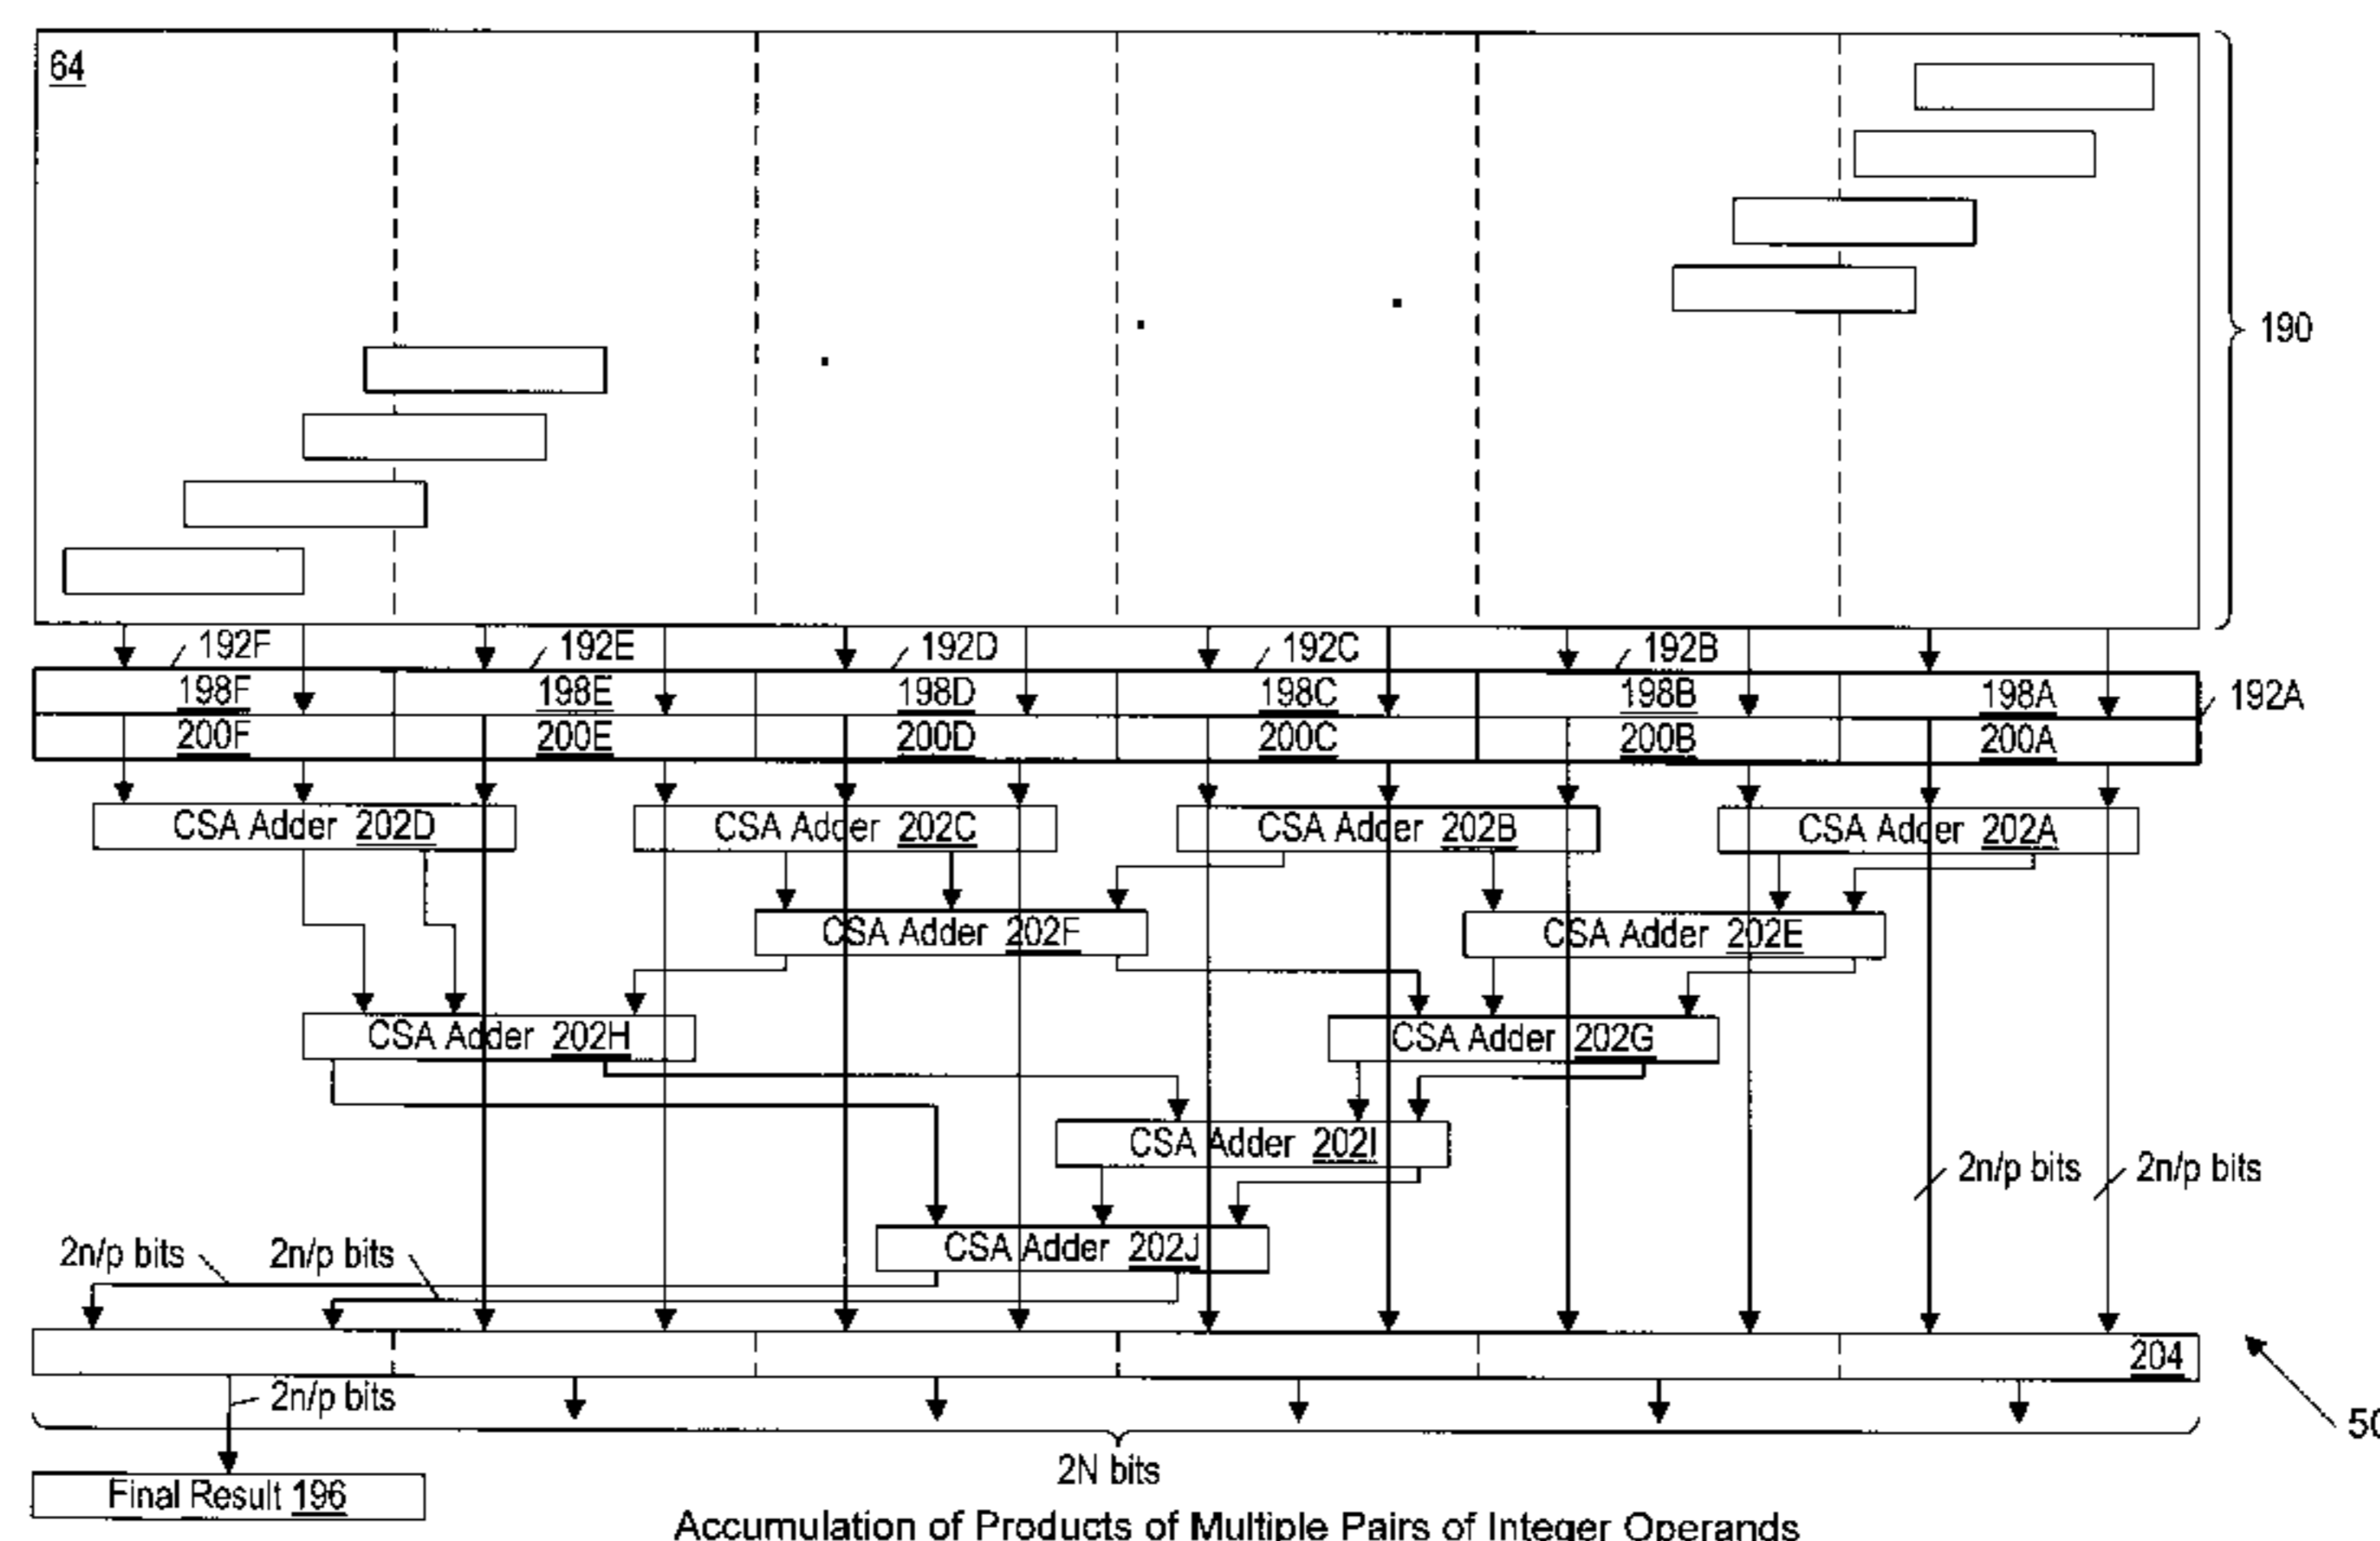 64
190
192F 192E 192D 192C 192B
198F 198E 198D 198C 198B 198A 192A
200F 200E 200D 200C 200B 200A
CSA Adder 202D CSA Adder 202C CSA Adder 202B CSA Adder 202A
CSA Adder 202F CSA Adder 202E
CSA Adder 202H CSA Adder 202G
CSA Adder 202I
2n/p bits 2n/p bits
CSA Adder 202J
2n/p bits 2n/p bits
204
2n/p bits
50
2N bits
Final Result 196
Accumulation of Products of Multiple Pairs of Integer Operands